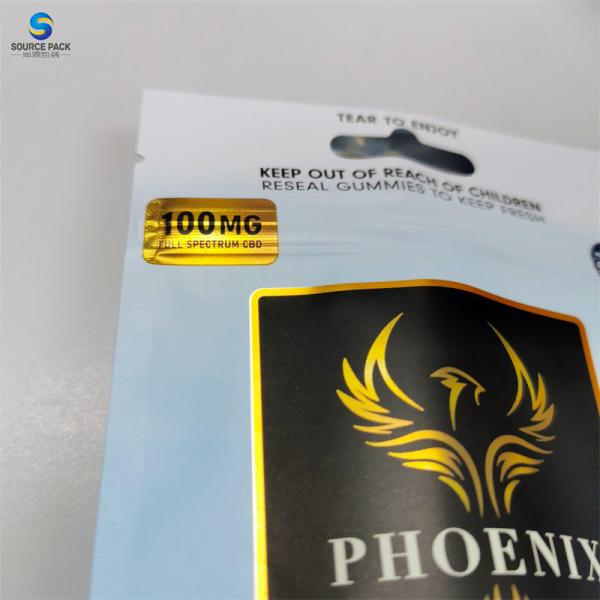 SOURCE PACK
尚源包装
TEAR TO ENJOY
KEEP OUT OF REACH OF CHILDREN
RESEAL GUMMIES TO KEEP FRESH
100MG
FULL SPECTRUM CBD
PHOENIX